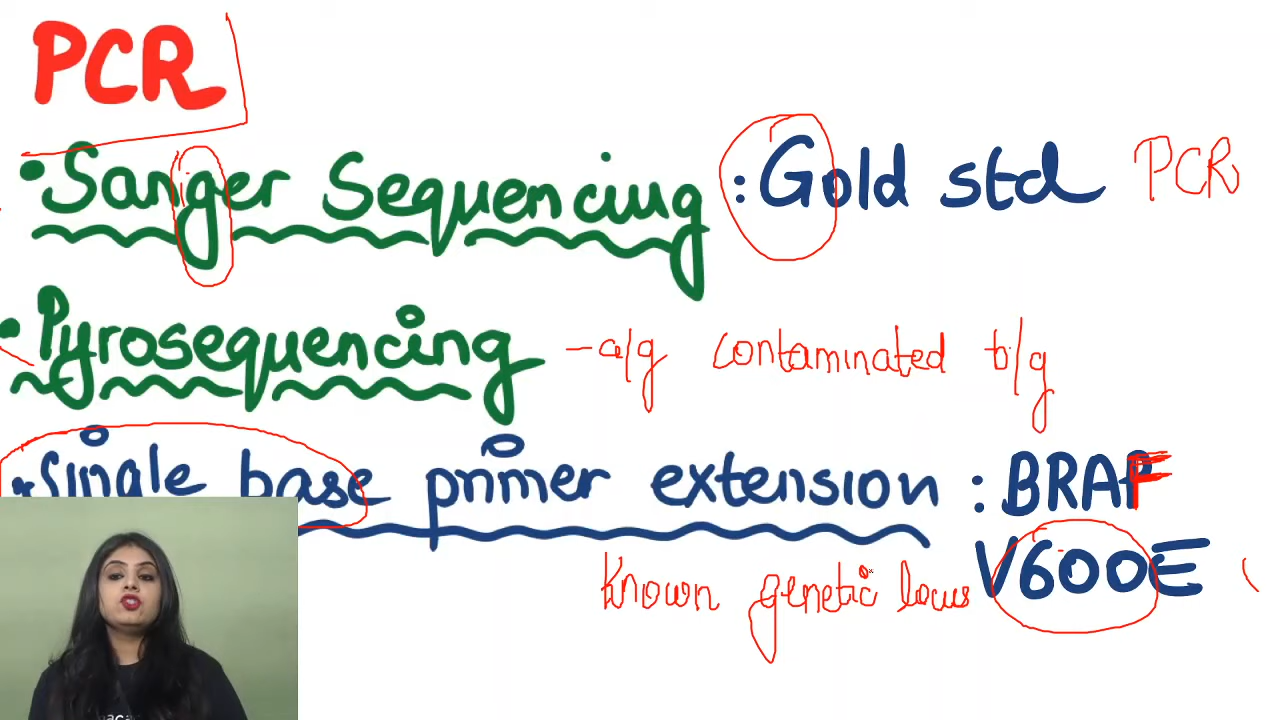 PCR
• Sanger Sequencing : Gold std PCR
• Pyrosequencing - a/g contaminated b/g
• Single base primer extension : BRAF
V600E
Known genetic locus